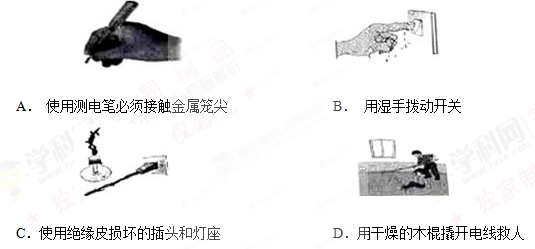 A． 使用测电笔必须接触金属笼尖
B． 用湿手拨动开关
C．使用绝缘皮损坏的插头和灯座
D．用干燥的木棍撬开电线救人